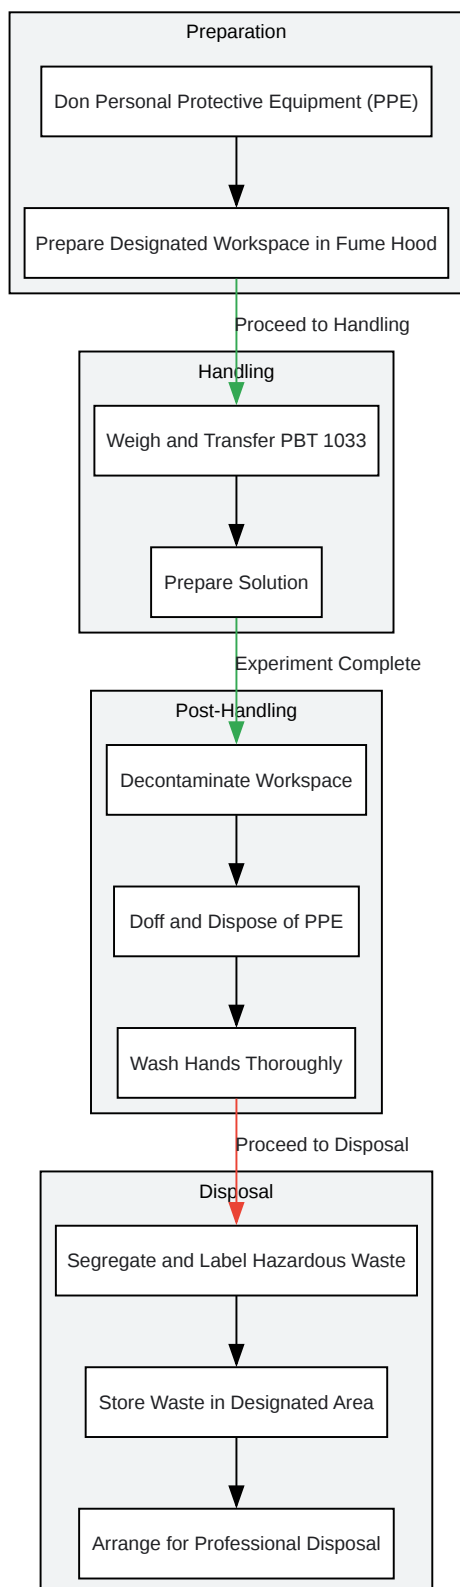 Preparation
Don Personal Protective Equipment (PPE)
Prepare Designated Workspace in Fume Hood
Proceed to Handling
Handling
Weigh and Transfer PBT 1033
Prepare Solution
Experiment Complete
Post-Handling
Decontaminate Workspace
Doff and Dispose of PPE
Wash Hands Thoroughly
Proceed to Disposal
Disposal
Segregate and Label Hazardous Waste
Store Waste in Designated Area
Arrange for Professional Disposal